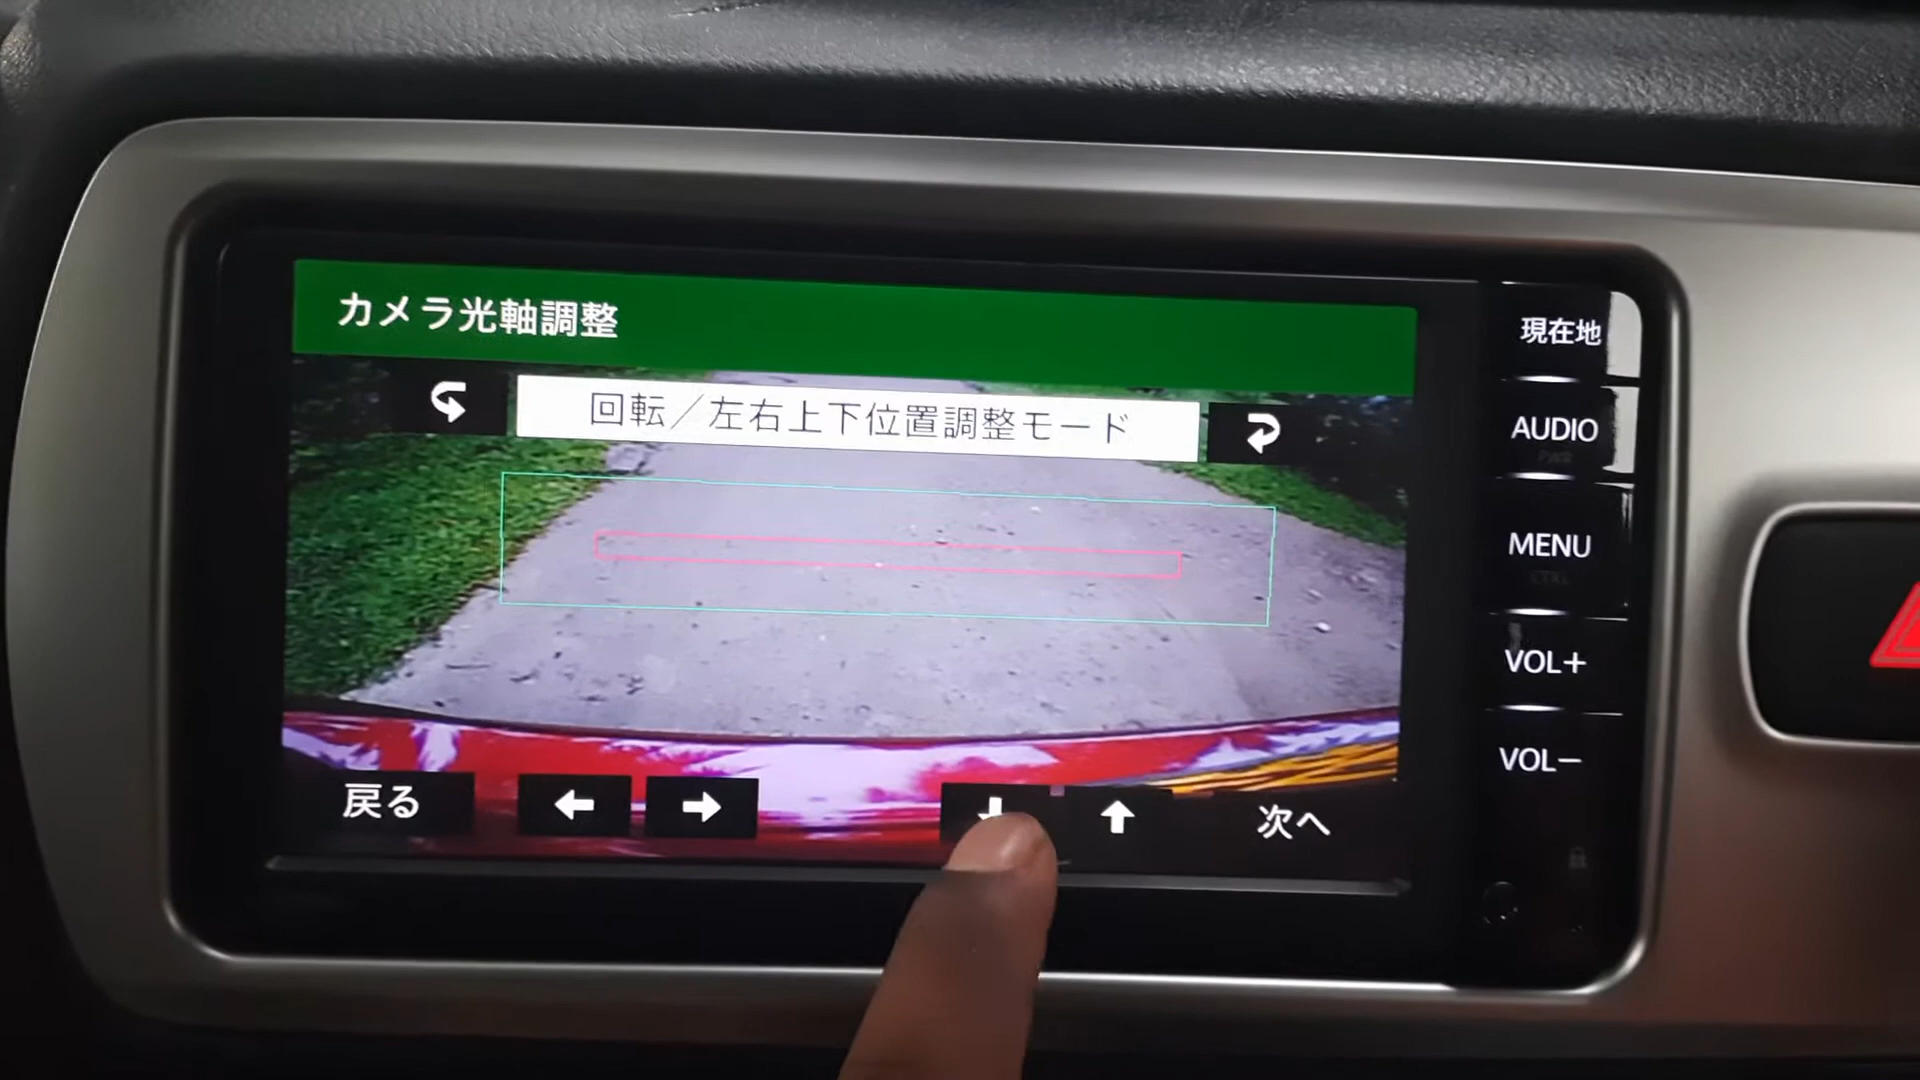 カメラ光軸調整
回転／左右上下位置調整モード
戻る
次へ
現在地
AUDIO
PWR
MENU
VOL+
VOL−